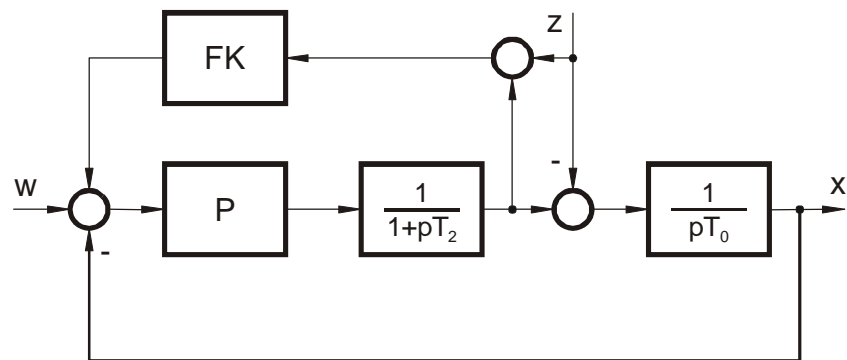 z
FK
-
w
P
1
1+pT₂
-
1
pT₀
x